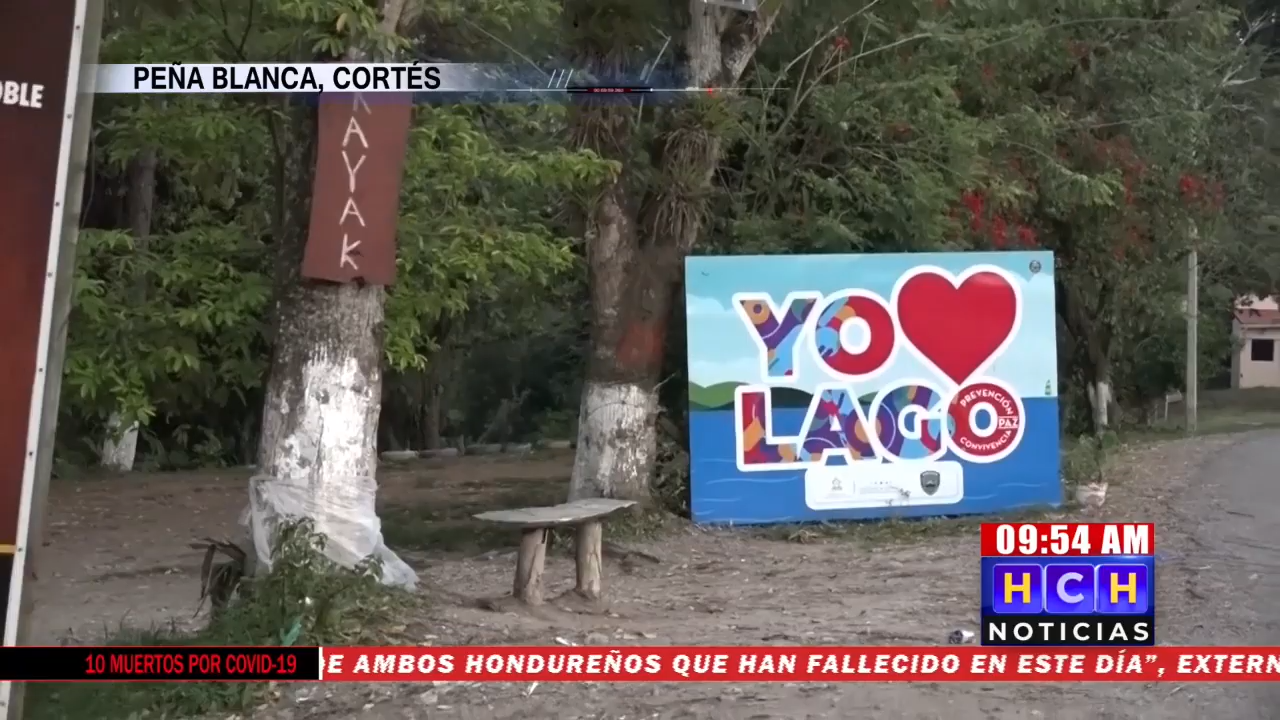 PEÑA BLANCA, CORTÉS
OBLE
KAYAK
YO
LAGO
PREVENCIÓN
PAZ
CONVIVENCIA
09:54 AM
HCH
NOTICIAS
10 MUERTOS POR COVID-19
DE AMBOS HONDUREÑOS QUE HAN FALLECIDO EN ESTE DÍA”, EXTERN